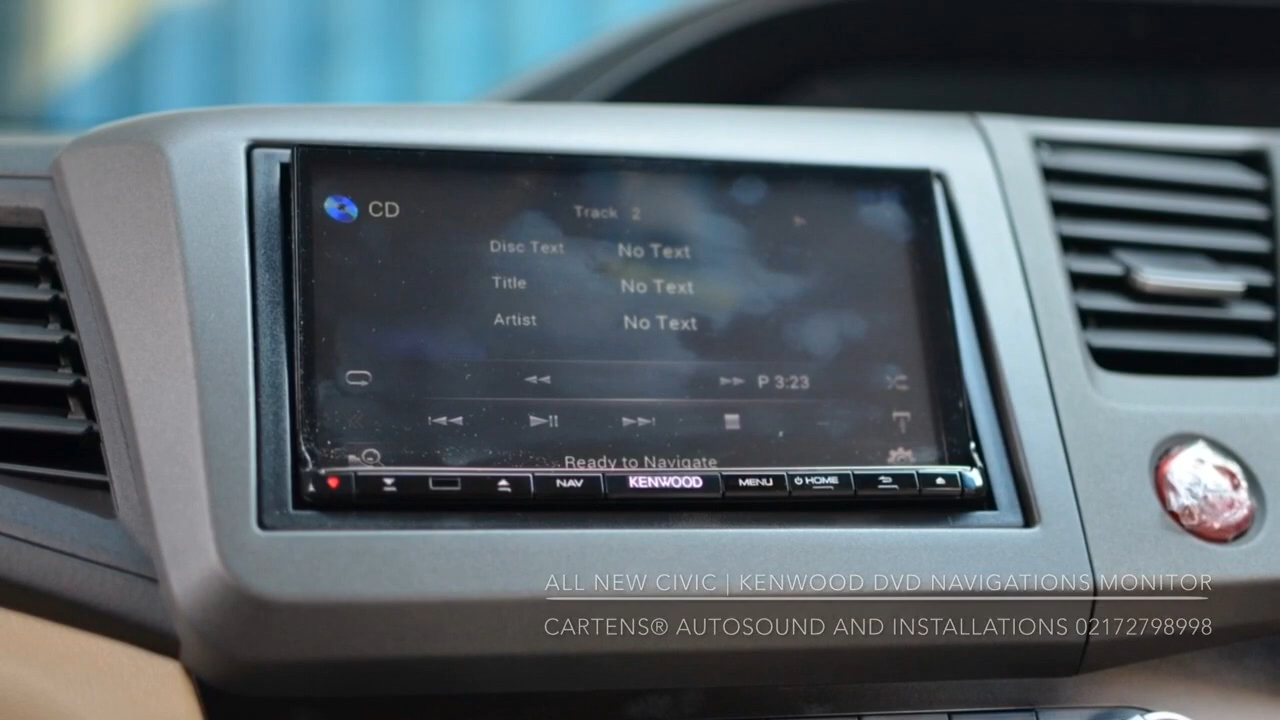 CD
Track 2
Disc Text No Text
Title No Text
Artist No Text
P 3:23
Ready to Navigate
NAV KENWOOD MENU HOME
ALL NEW CIVIC | KENWOOD DVD NAVIGATIONS MONITOR
CARTENS® AUTOSOUND AND INSTALLATIONS 02172798998